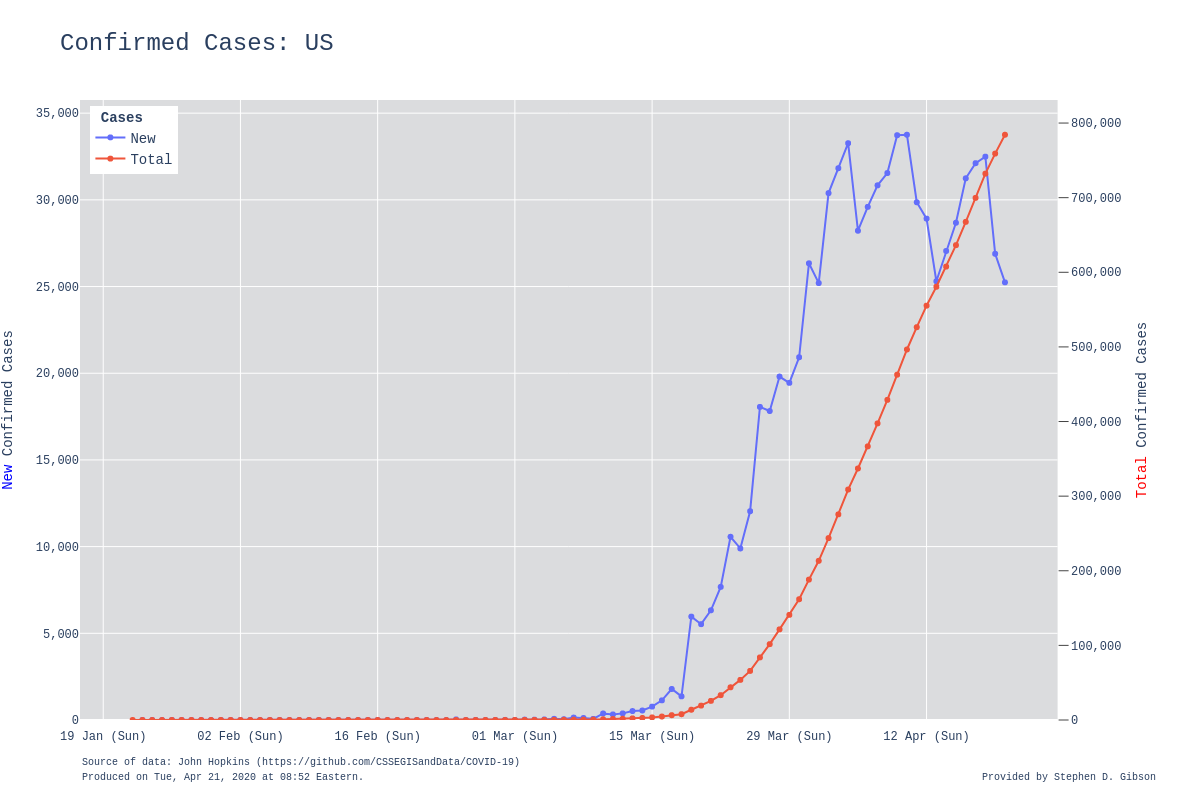 Confirmed Cases: US
Cases
New
Total
35,000
30,000
25,000
20,000
15,000
10,000
5,000
0
New Confirmed Cases
800,000
700,000
600,000
500,000
400,000
300,000
200,000
100,000
0
Total Confirmed Cases
19 Jan (Sun) 02 Feb (Sun) 16 Feb (Sun) 01 Mar (Sun) 15 Mar (Sun) 29 Mar (Sun) 12 Apr (Sun)
Source of data: John Hopkins (https://github.com/CSSEGISandData/COVID-19)
Produced on Tue, Apr 21, 2020 at 08:52 Eastern.
Provided by Stephen D. Gibson